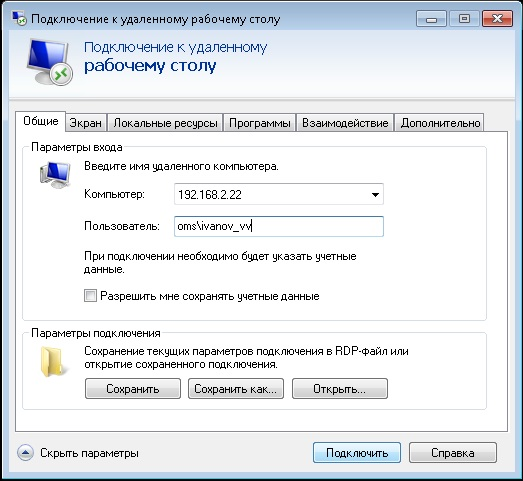 Подключение к удаленному рабочему столу
Подключение к удаленному
рабочему столу
Общие Экран Локальные ресурсы Программы Взаимодействие Дополнительно
Параметры входа
Введите имя удаленного компьютера.
Компьютер: 192.168.2.22
Пользователь: oms\ivanov_vv
При подключении необходимо будет указать учетные
данные.
Разрешить мне сохранять учетные данные
Параметры подключения
Сохранение текущих параметров подключения в RDP-файл или
открытие сохраненного подключения.
Сохранить Сохранить как... Открыть...
Скрыть параметры Подключить Справка